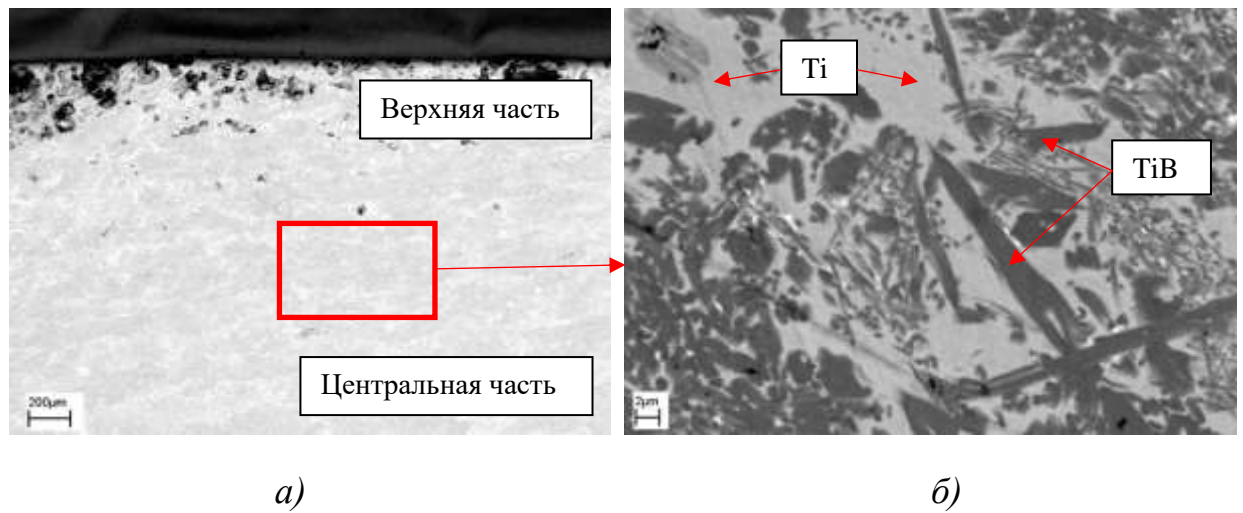 Верхняя часть
Центральная часть
200µm
Ti
TiB
2µm
а)
б)